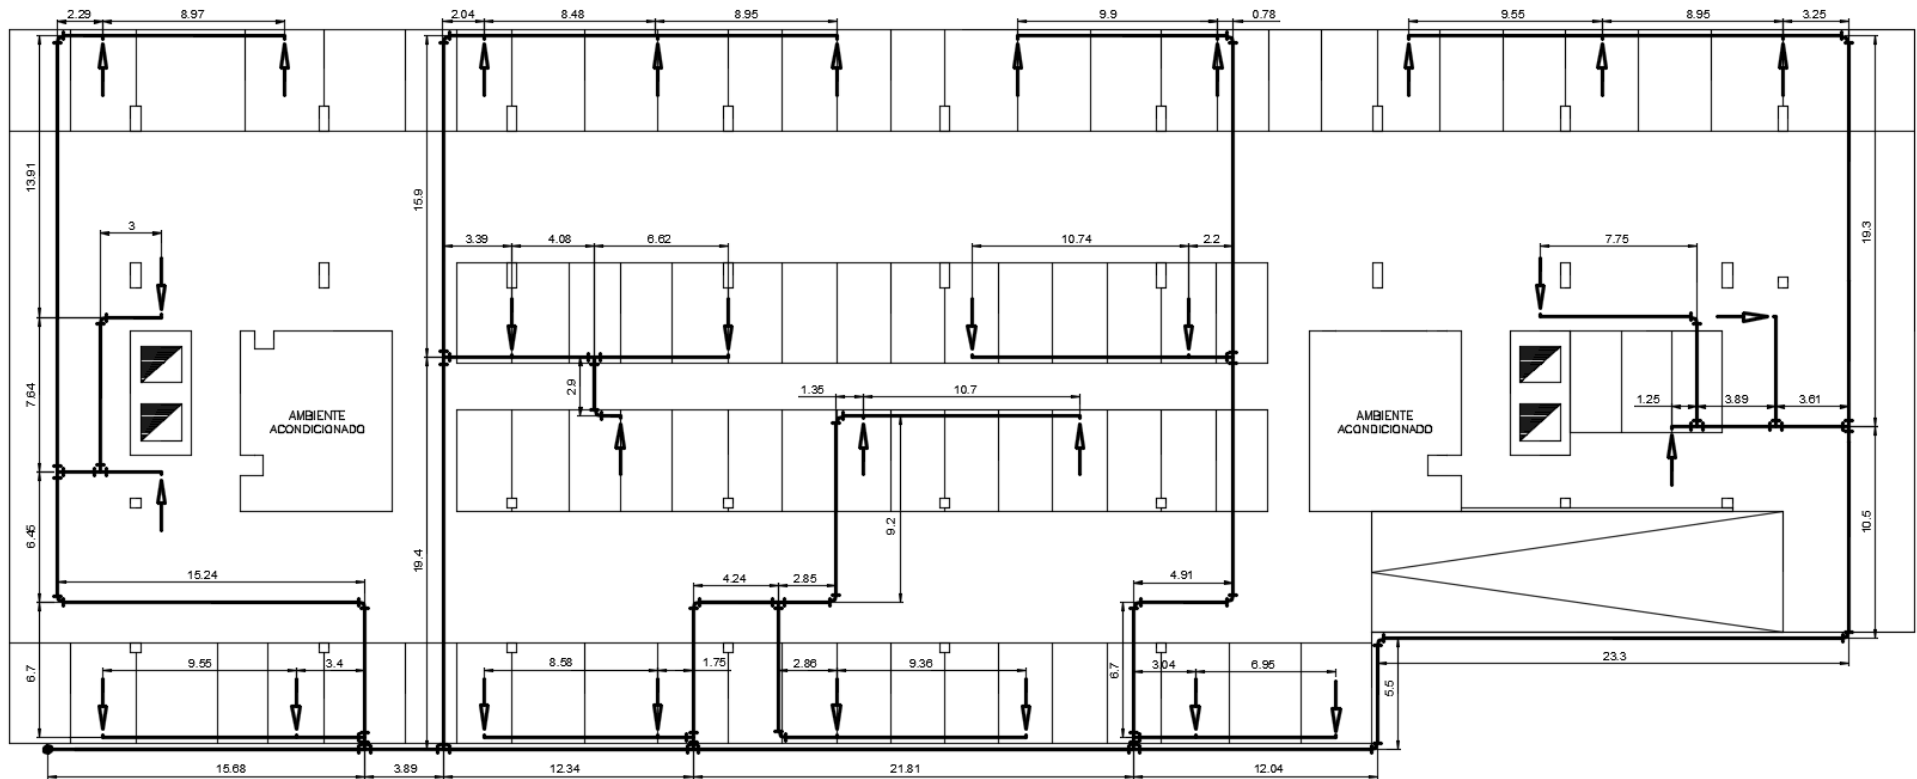 2.29 8.97 2.04 8.48 8.95 9.9 0.78 9.55 8.95 3.25
13.91
15.9
19.3
3
3.39 4.08 6.62 10.74 2.2
7.75
7.64
2.9
1.35 10.7
1.25 3.89 3.61
AMBIENTE
ACONDICIONADO
AMBIENTE
ACONDICIONADO
6.45
19.4
9.2
10.5
15.24
4.24 2.85
4.91
6.7
9.55 3.4
8.58 1.75
2.86 9.36
6.7
3.04 6.95
5.5
23.3
15.68 3.89 12.34 21.81 12.04